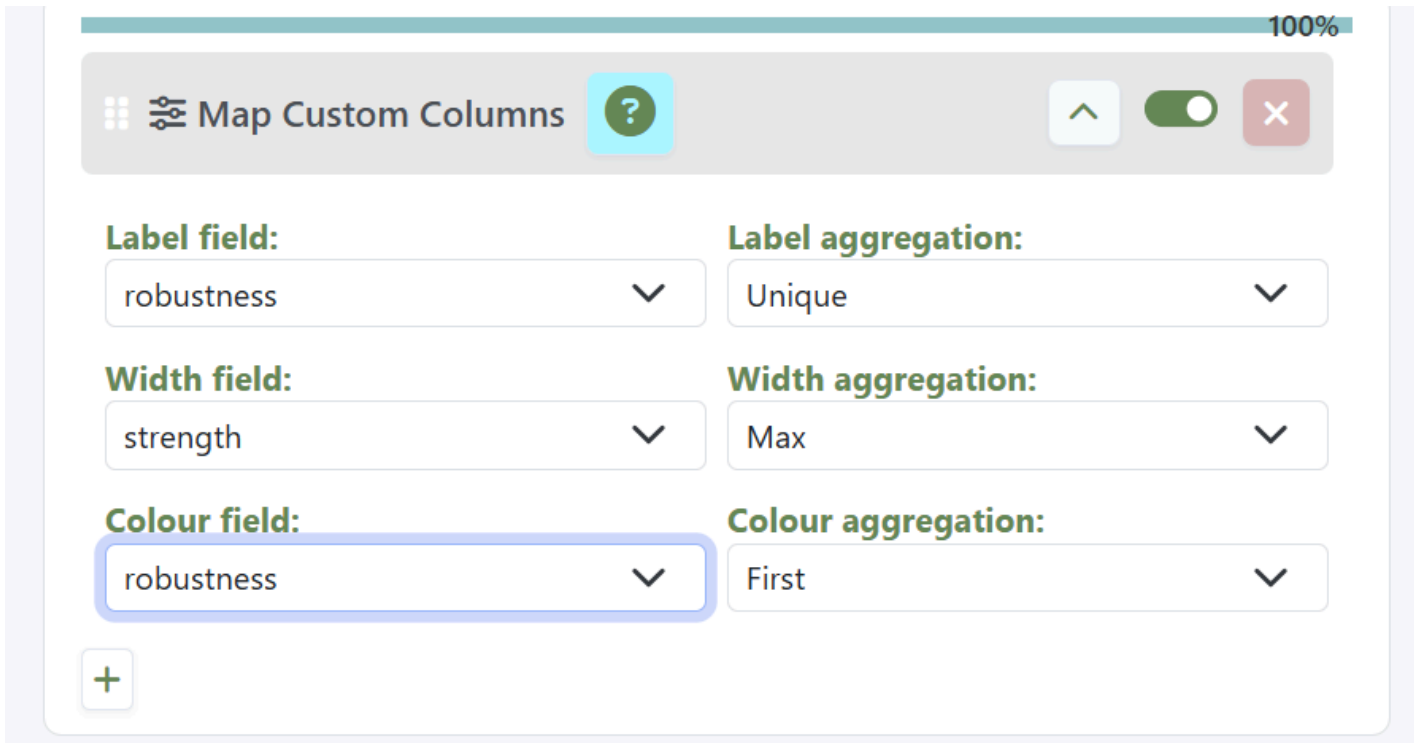 100%
Map Custom Columns ?
Label field: Label aggregation:
robustness Unique
Width field: Width aggregation:
strength Max
Colour field: Colour aggregation:
robustness First
+